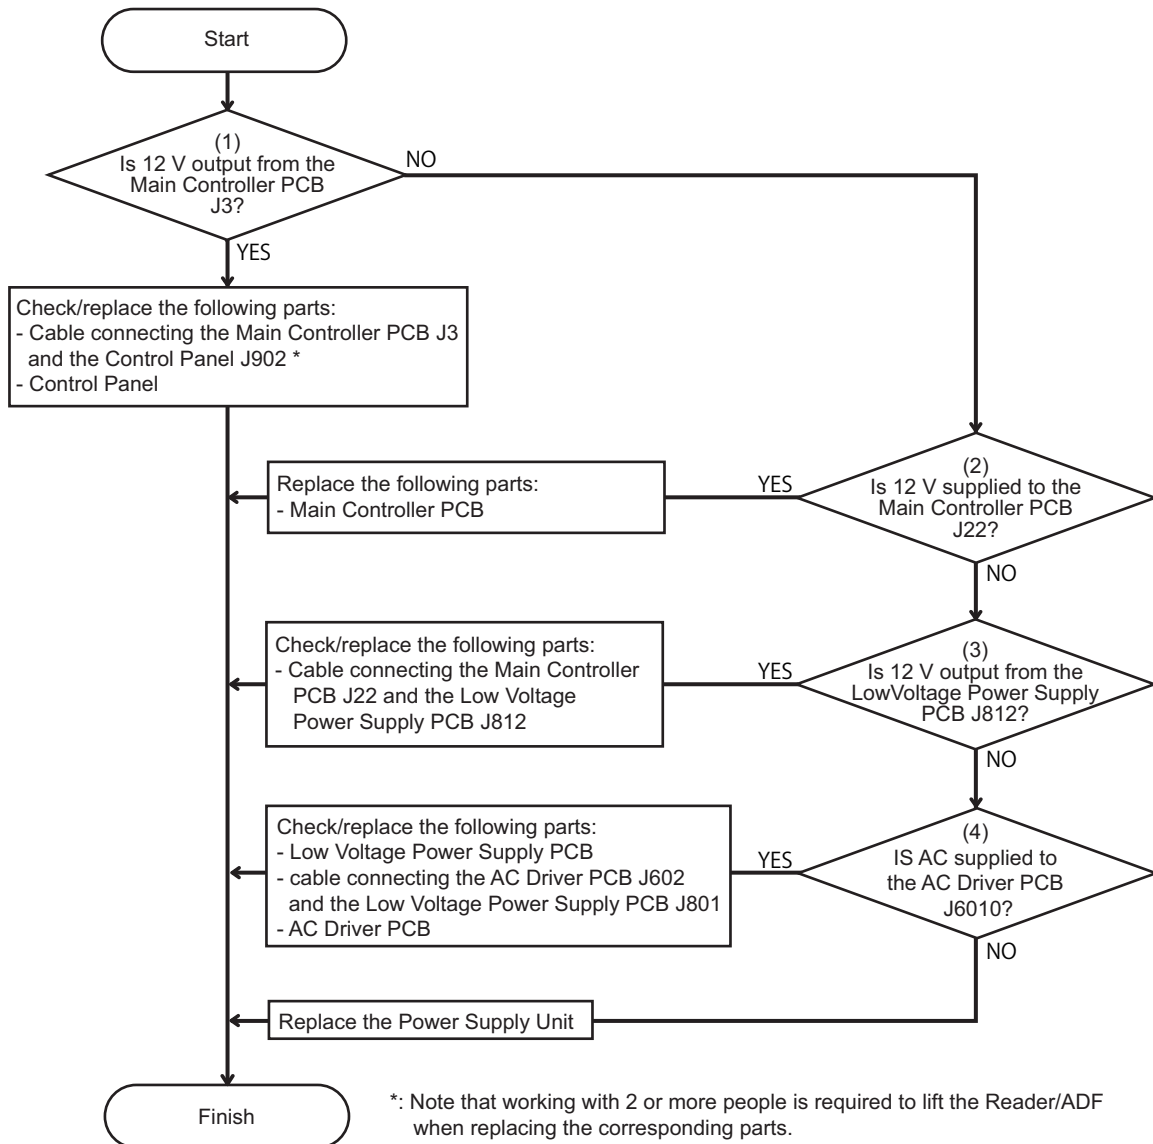 Start
(1)
Is 12 V output from the
Main Controller PCB
J3?
NO
YES
Check/replace the following parts:
- Cable connecting the Main Controller PCB J3
and the Control Panel J902 *
- Control Panel
(2)
Is 12 V supplied to the
Main Controller PCB
J22?
YES
NO
Replace the following parts:
- Main Controller PCB
(3)
Is 12 V output from the
LowVoltage Power Supply
PCB J812?
YES
NO
Check/replace the following parts:
- Cable connecting the Main Controller
PCB J22 and the Low Voltage
Power Supply PCB J812
(4)
IS AC supplied to
the AC Driver PCB
J6010?
YES
NO
Check/replace the following parts:
- Low Voltage Power Supply PCB
- cable connecting the AC Driver PCB J602
and the Low Voltage Power Supply PCB J801
- AC Driver PCB
Replace the Power Supply Unit
Finish
*: Note that working with 2 or more people is required to lift the Reader/ADF
when replacing the corresponding parts.